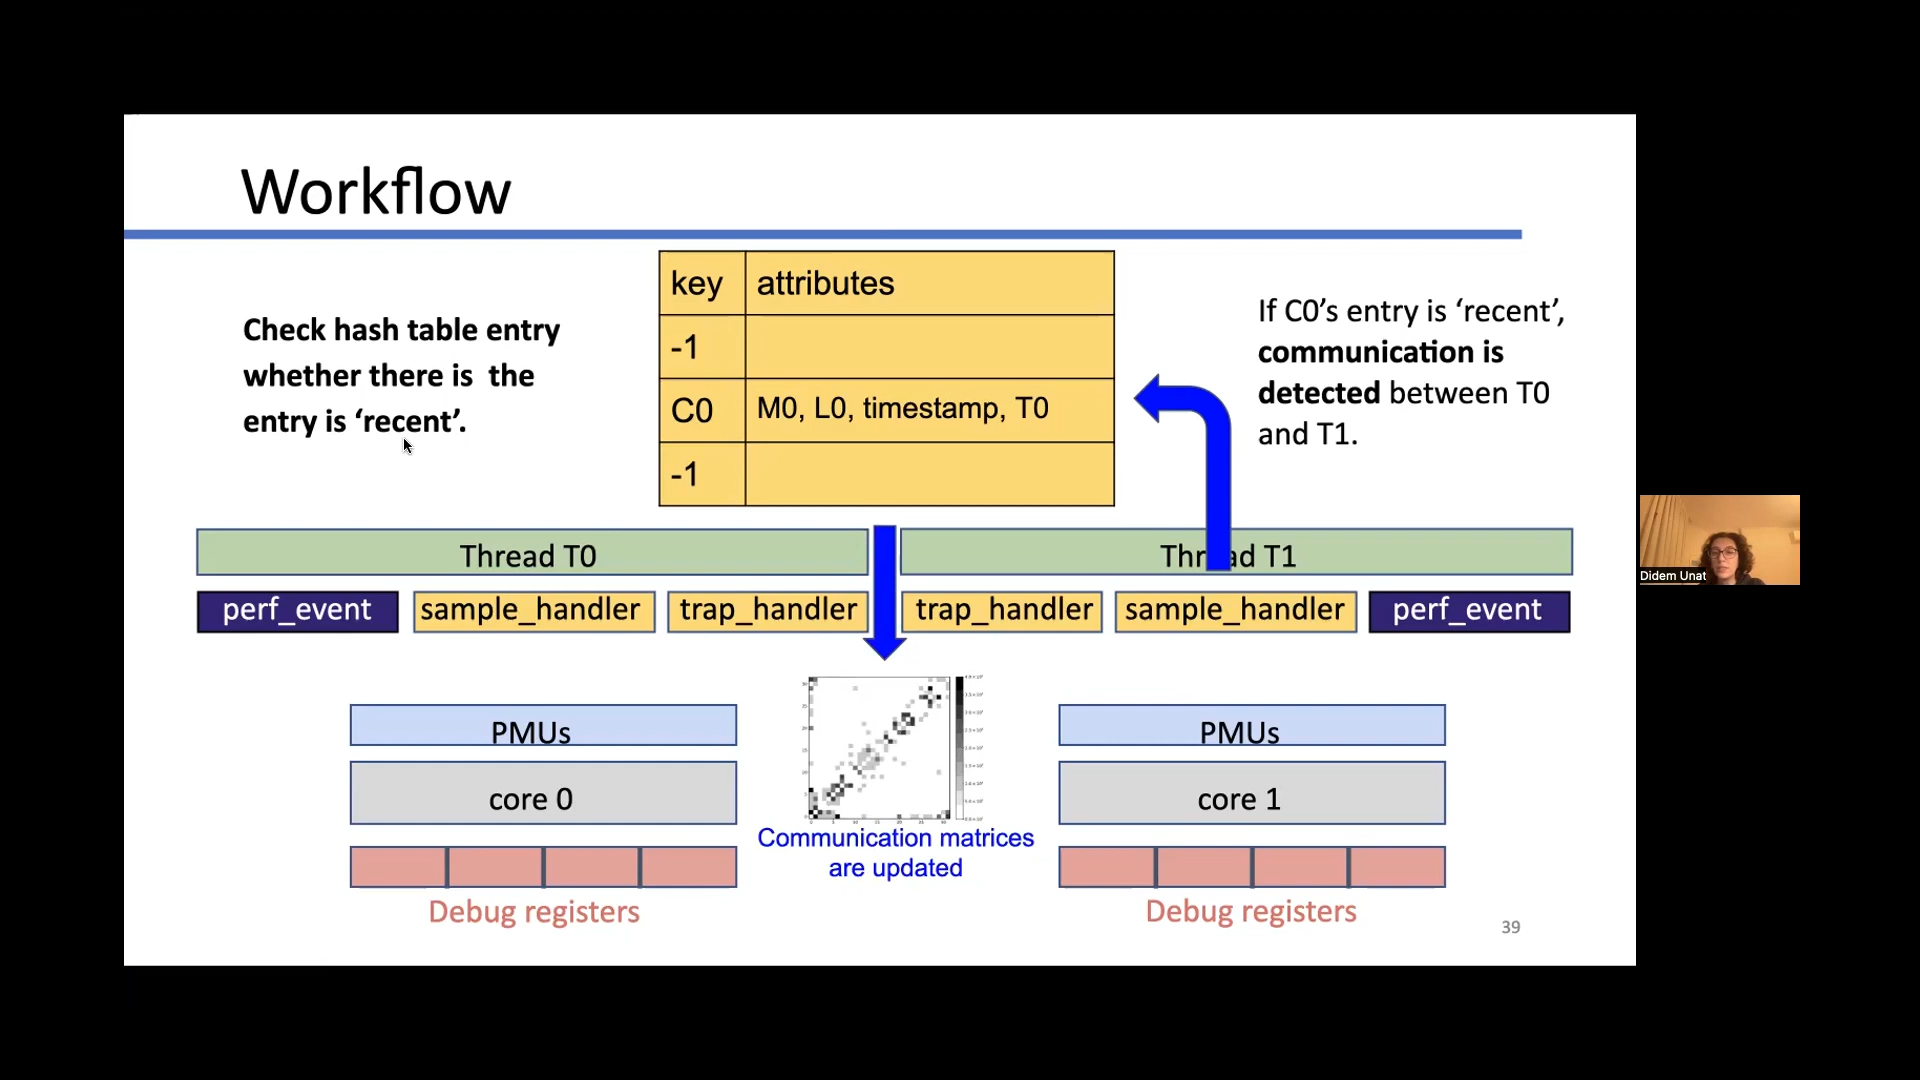 Workflow
Check hash table entry
whether there is the
entry is ‘recent’.
key attributes
-1
C0 M0, L0, timestamp, T0
-1
If C0’s entry is ‘recent’,
communication is
detected between T0
and T1.
Thread T0
Thread T1
perf_event sample_handler trap_handler trap_handler sample_handler perf_event
PMUs
PMUs
core 0
core 1
Communication matrices
are updated
Debug registers
Debug registers
39
Didem Unat